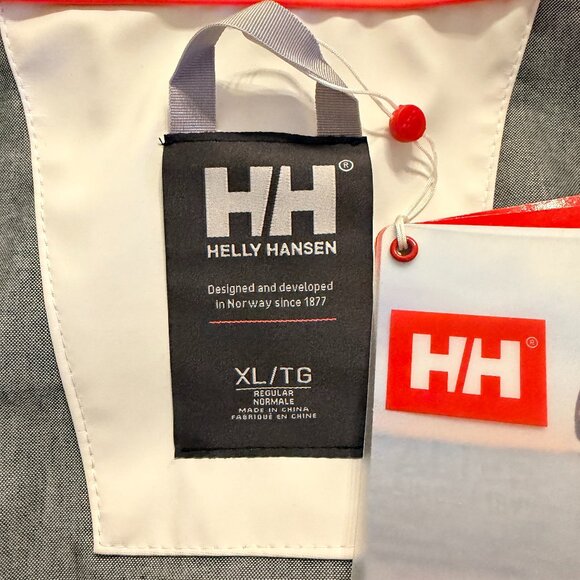 H/H®
HELLY HANSEN
Designed and developed
in Norway since 1877
XL/TG
REGULAR
NORMALE
MADE IN CHINA
FABRIQUÉ EN CHINE
H/H®